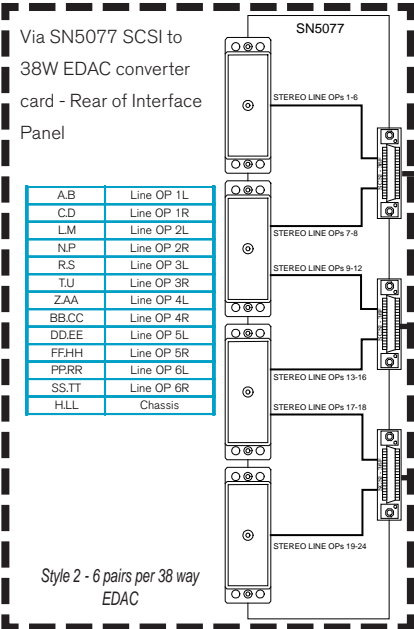 Via SN5077 SCSI to
38W EDAC converter
card - Rear of Interface
Panel
SN5077
STEREO LINE OPs 1-6
STEREO LINE OPs 7-8
STEREO LINE OPs 9-12
STEREO LINE OPs 13-16
STEREO LINE OPs 17-18
STEREO LINE OPs 19-24
A.B Line OP 1L
C.D Line OP 1R
L.M Line OP 2L
N.P Line OP 2R
R.S Line OP 3L
T.U Line OP 3R
Z.AA Line OP 4L
BB.CC Line OP 4R
DD.EE Line OP 5L
FF.HH Line OP 5R
PP.RR Line OP 6L
SS.TT Line OP 6R
H.LL Chassis
Style 2 - 6 pairs per 38 way
EDAC